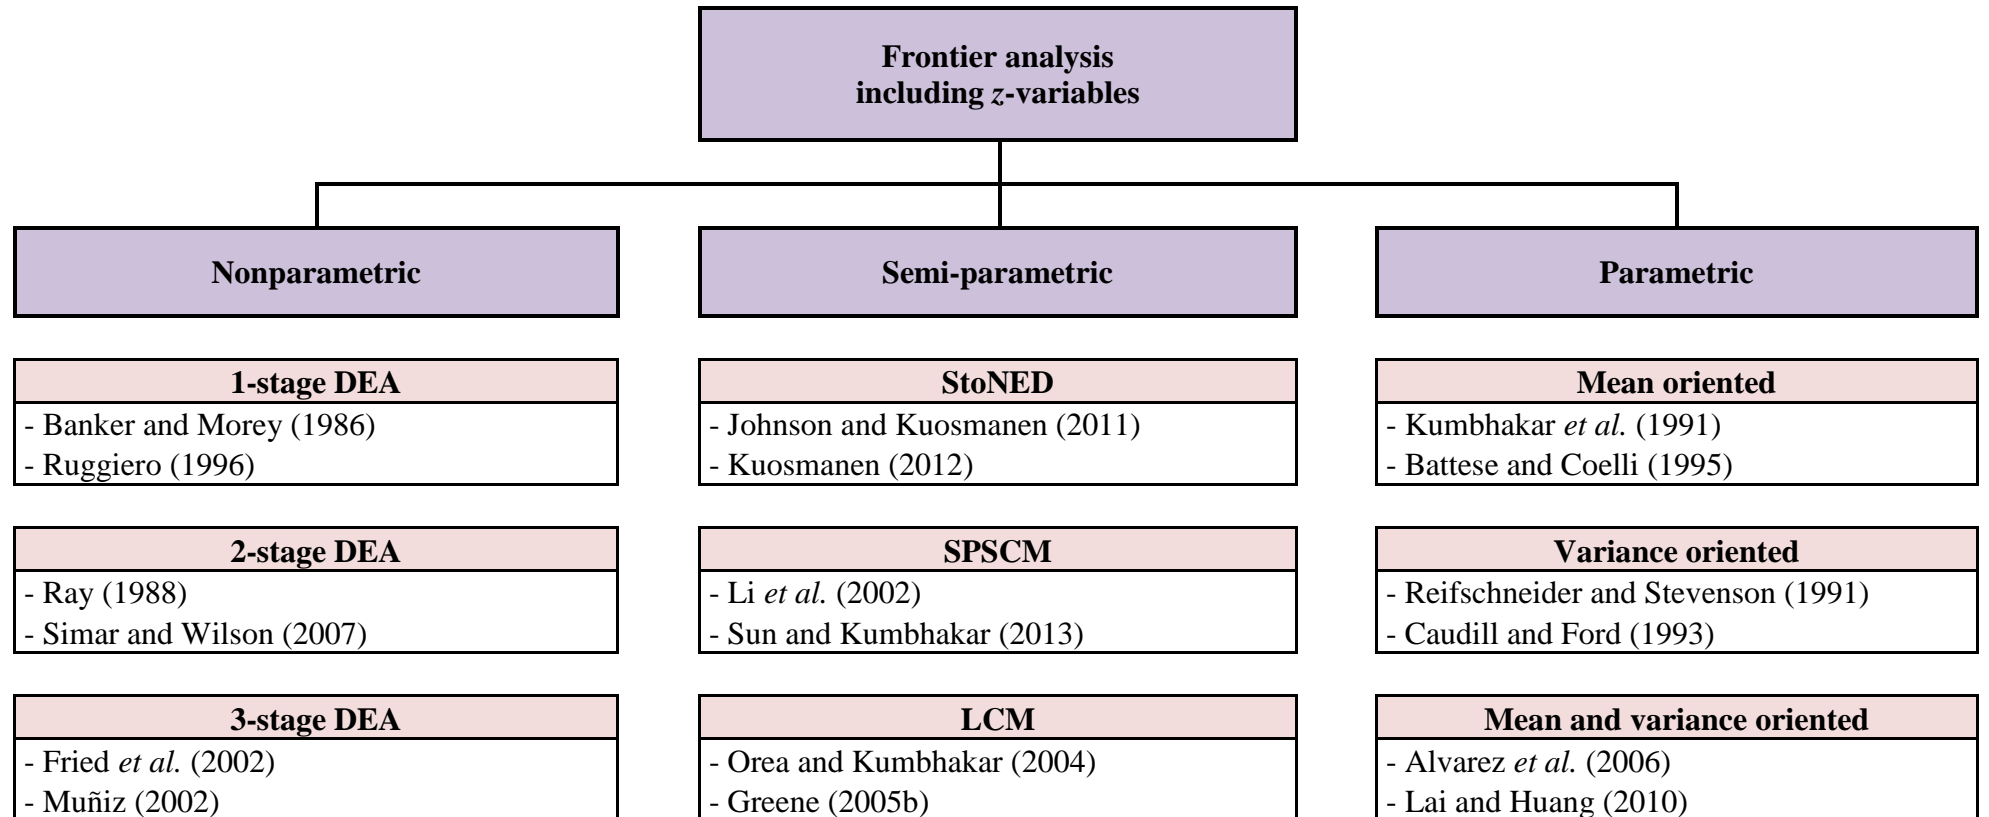 Frontier analysis
including z-variables
Nonparametric
Semi-parametric
Parametric
1-stage DEA
- Banker and Morey (1986)
- Ruggiero (1996)
StoNED
- Johnson and Kuosmanen (2011)
- Kuosmanen (2012)
Mean oriented
- Kumbhakar et al. (1991)
- Battese and Coelli (1995)
2-stage DEA
- Ray (1988)
- Simar and Wilson (2007)
SPSCM
- Li et al. (2002)
- Sun and Kumbhakar (2013)
Variance oriented
- Reifschneider and Stevenson (1991)
- Caudill and Ford (1993)
3-stage DEA
- Fried et al. (2002)
- Muñiz (2002)
LCM
- Orea and Kumbhakar (2004)
- Greene (2005b)
Mean and variance oriented
- Alvarez et al. (2006)
- Lai and Huang (2010)